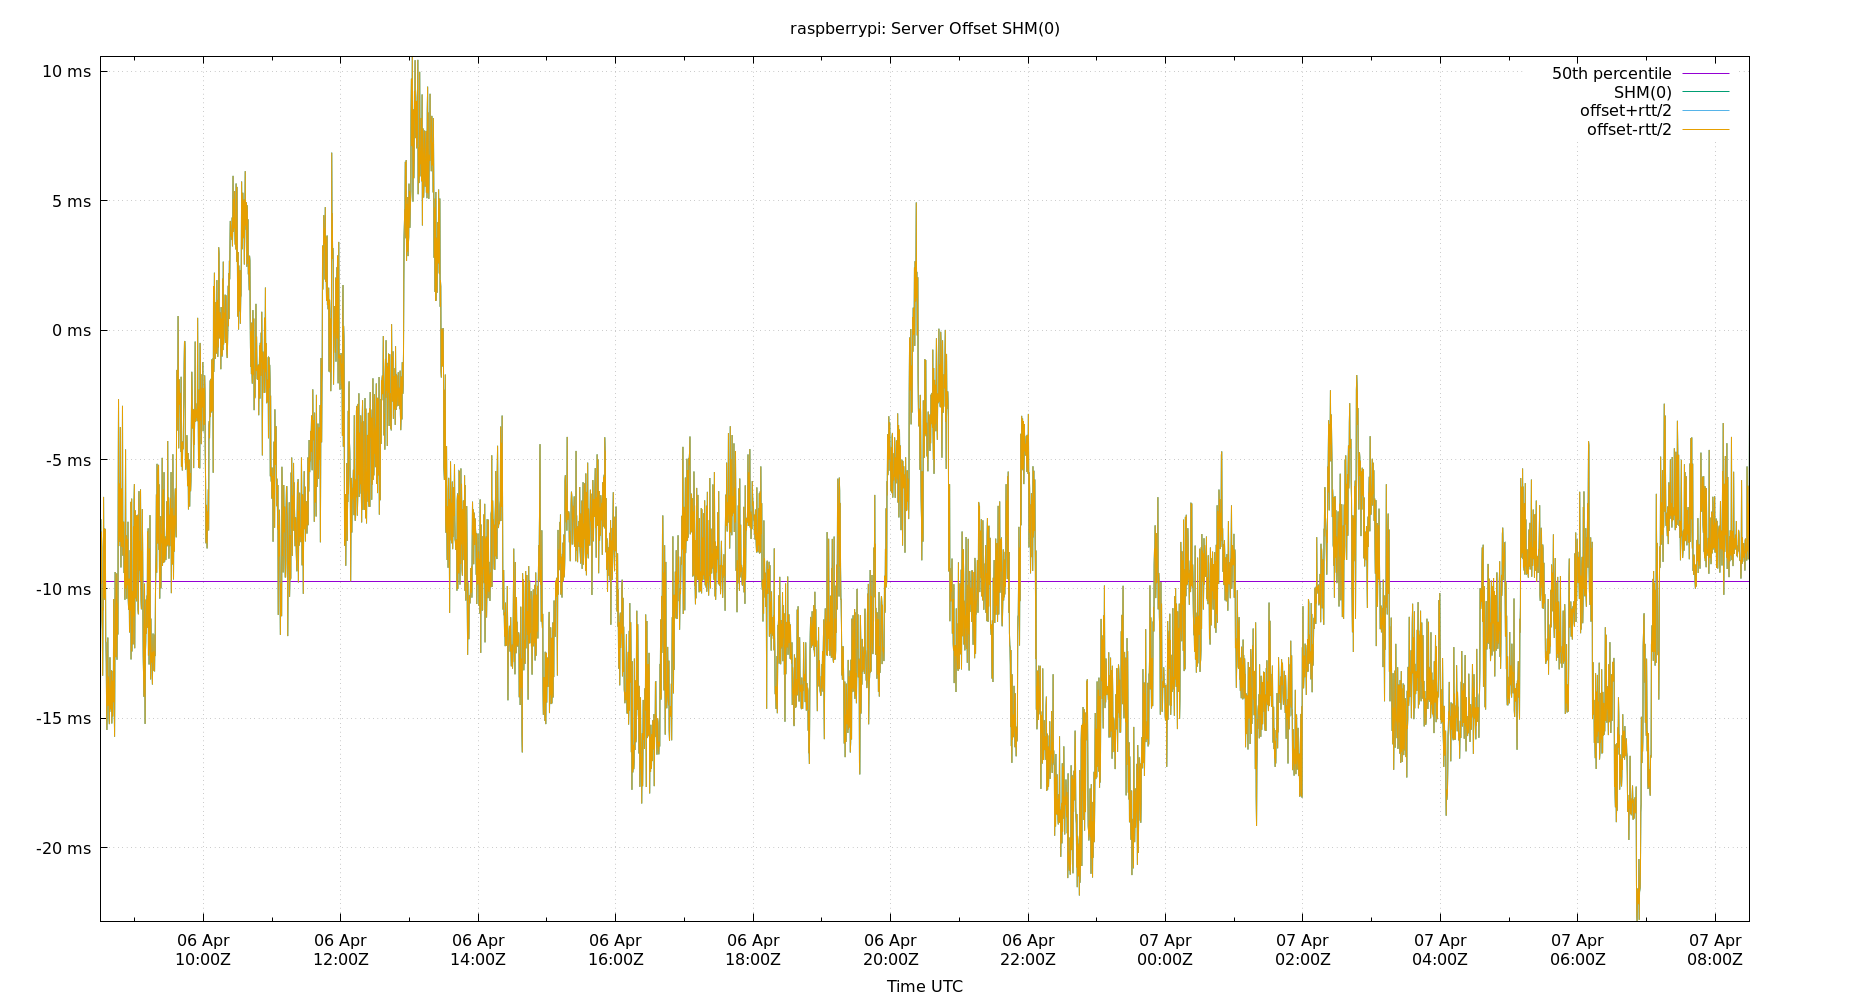 raspberrypi: Server Offset SHM(0)
50th percentile
SHM(0)
offset+rtt/2
offset-rtt/2
10 ms
5 ms
0 ms
-5 ms
-10 ms
-15 ms
-20 ms
06 Apr 06 Apr 06 Apr 06 Apr 06 Apr 06 Apr 06 Apr 07 Apr 07 Apr 07 Apr 07 Apr 07 Apr
10:00Z 12:00Z 14:00Z 16:00Z 18:00Z 20:00Z 22:00Z 00:00Z 02:00Z 04:00Z 06:00Z 08:00Z
Time UTC